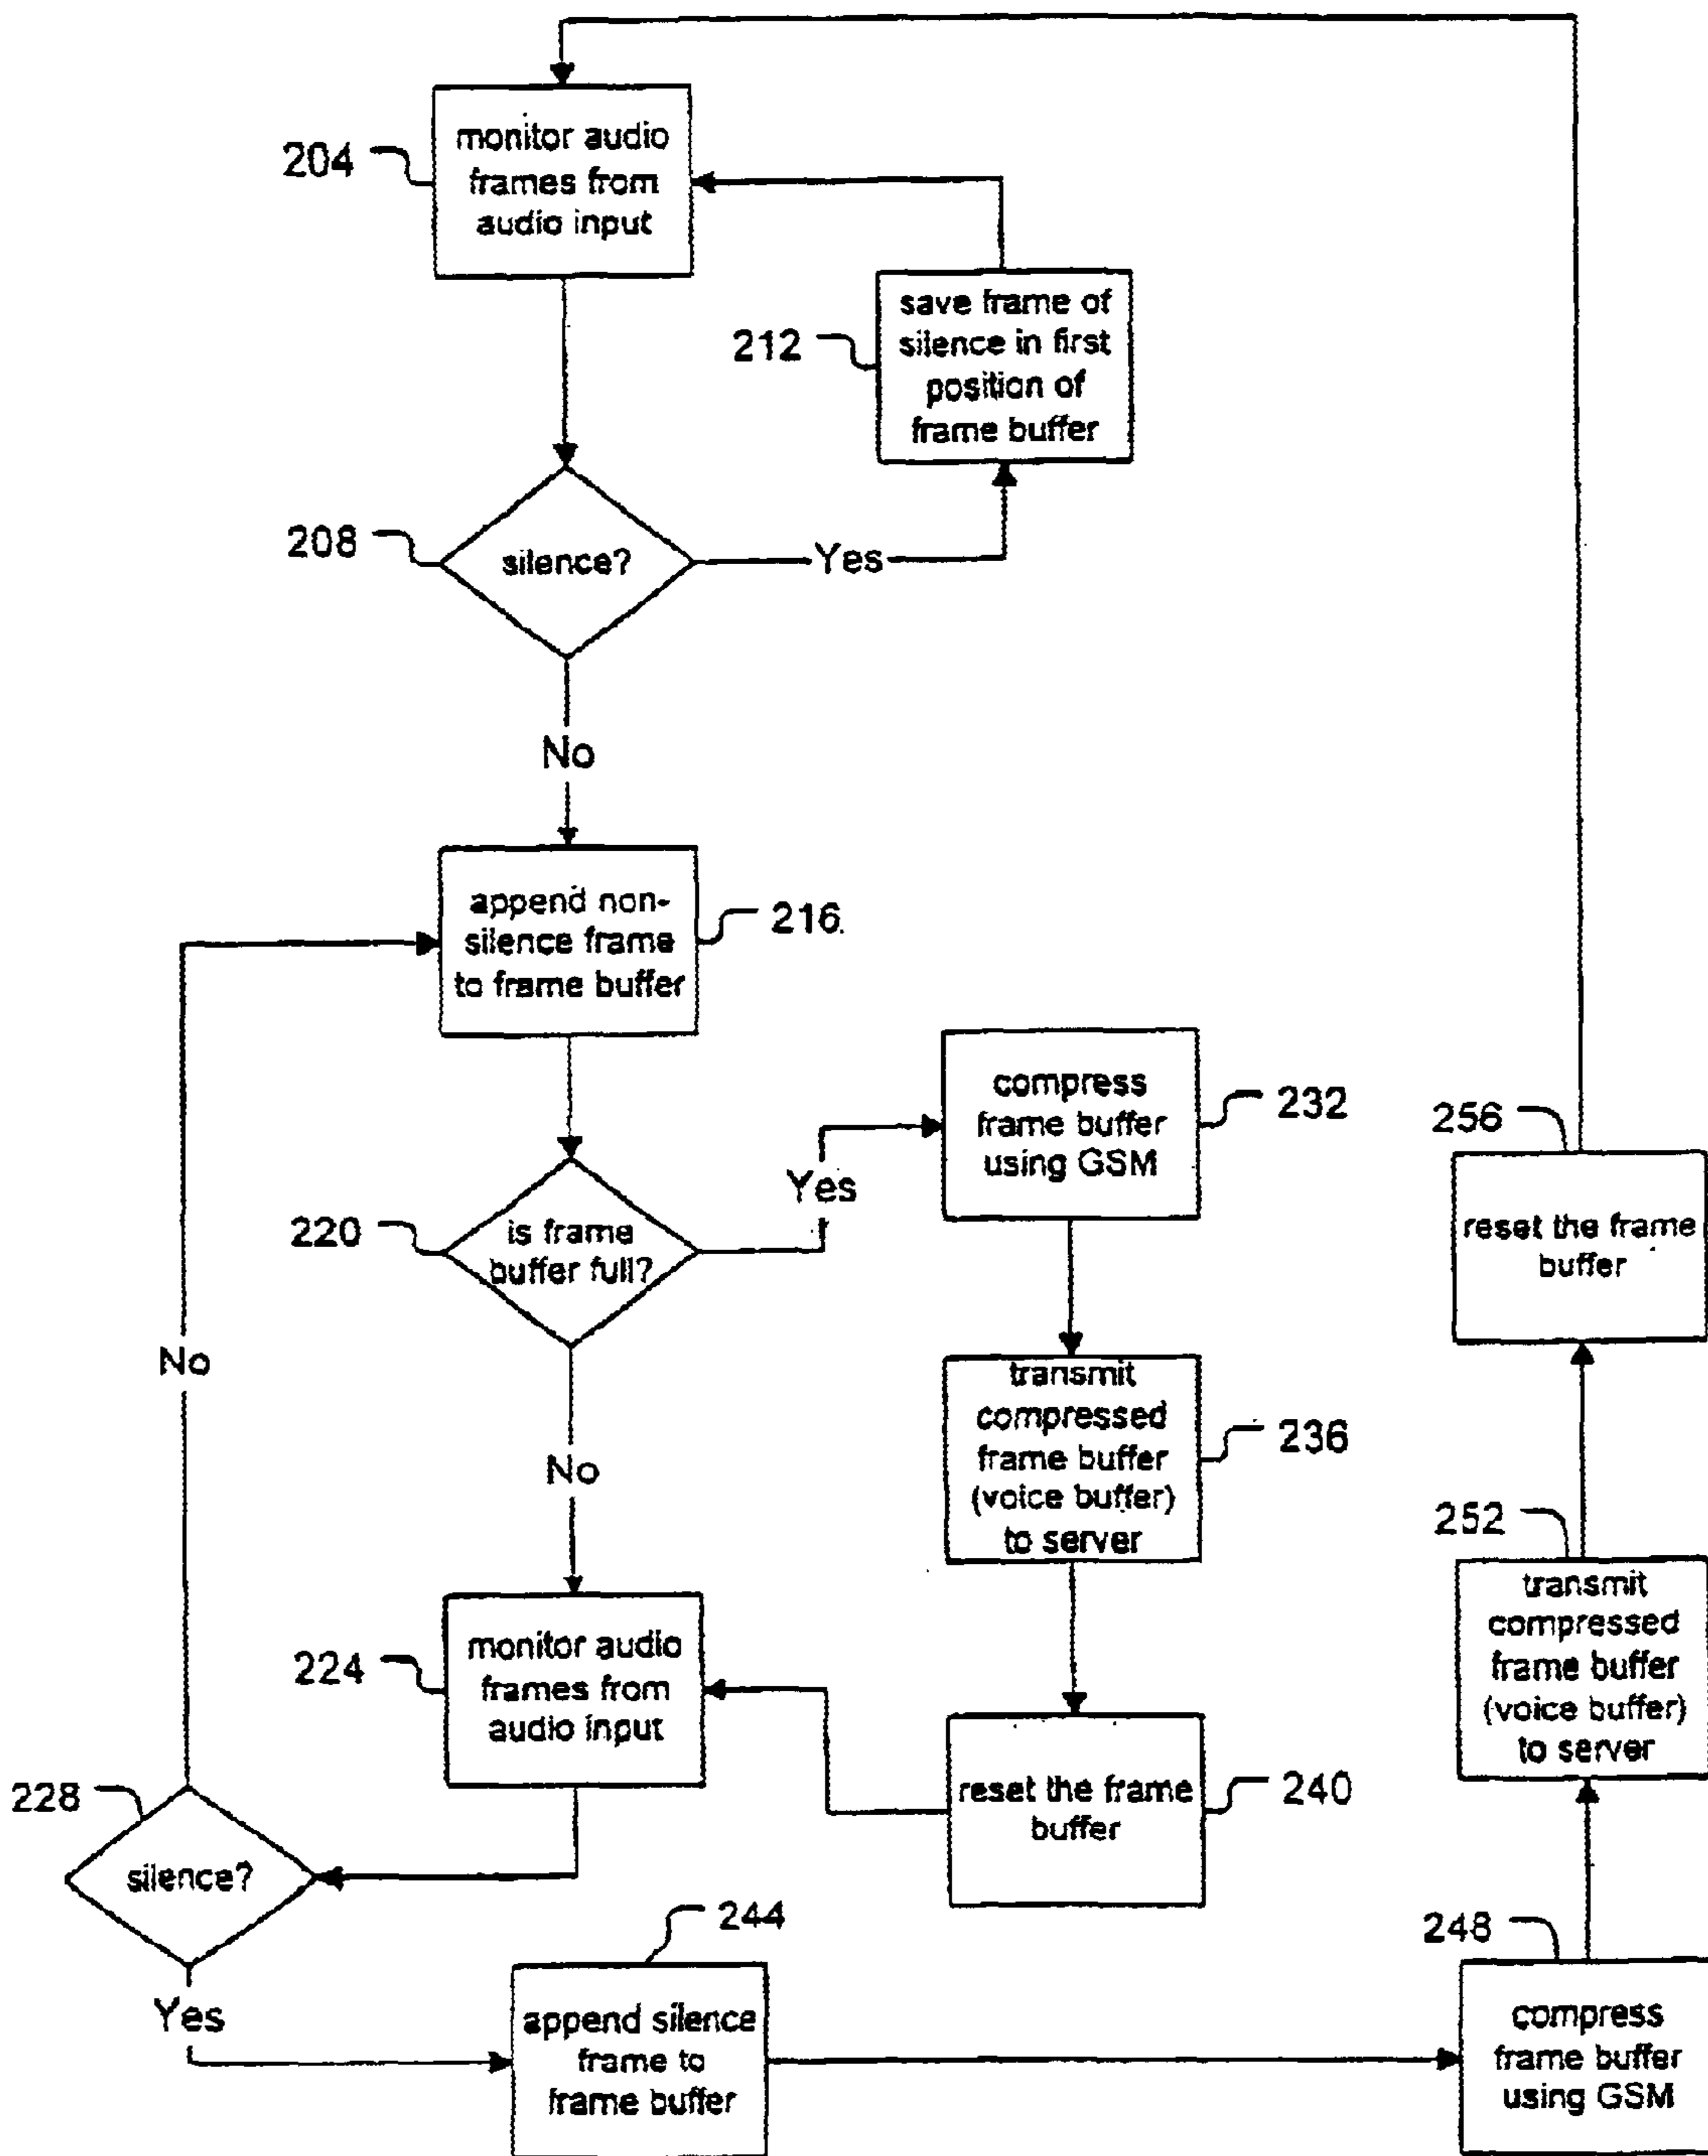 204
monitor audio
frames from
audio input
212
save frame of
silence in first
position of
frame buffer
208
silence?
Yes
No
append non-
silence frame
to frame buffer
216
220
is frame
buffer full?
Yes
No
compress
frame buffer
using GSM
232
transmit
compressed
frame buffer
(voice buffer)
to server
236
reset the frame
buffer
240
224
monitor audio
frames from
audio input
228
silence?
No
Yes
244
append silence
frame to
frame buffer
248
compress
frame buffer
using GSM
252
transmit
compressed
frame buffer
(voice buffer)
to server
256
reset the frame
buffer